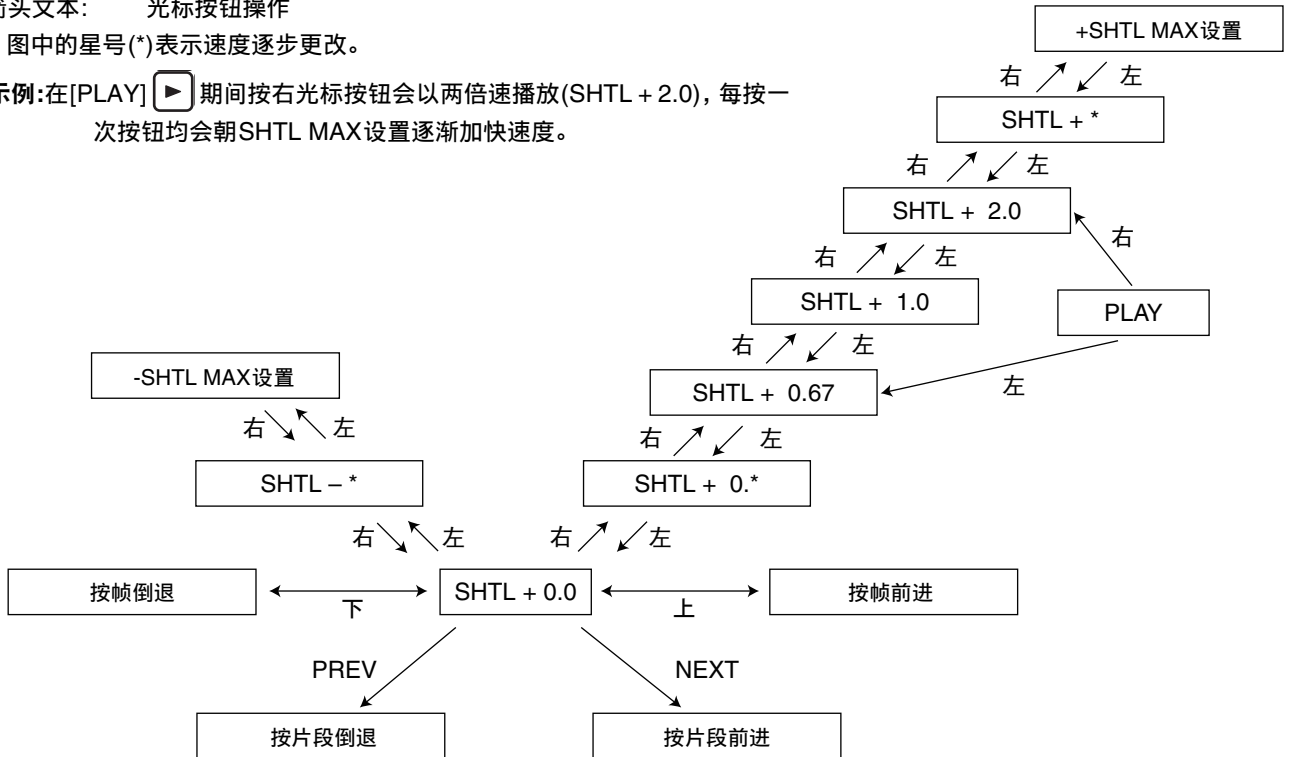 箭头文本: 光标按钮操作
图中的星号(*)表示速度逐步更改。
示例:在[PLAY] 期间按右光标按钮会以两倍速播放(SHTL + 2.0), 每按一
次按钮均会朝SHTL MAX设置逐渐加快速度。
+SHTL MAX设置
右 左
SHTL + *
右 左
SHTL + 2.0
右 左 右
SHTL + 1.0
PLAY
右 左
-SHTL MAX设置
SHTL + 0.67
左
右 左
右 左
SHTL – *
SHTL + 0.*
右 左
右 左
按帧倒退
下
SHTL + 0.0
上
按帧前进
PREV
NEXT
按片段倒退
按片段前进